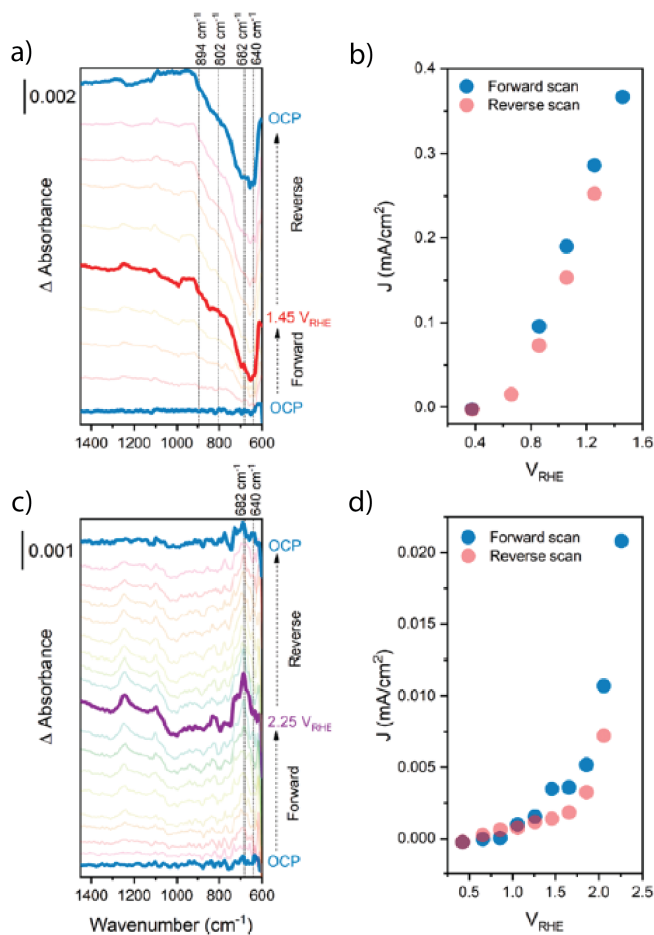 a)
894 cm⁻¹
802 cm⁻¹
682 cm⁻¹
640 cm⁻¹
0.002
OCP
Reverse
1.45 V_RHE
Forward
OCP
Δ Absorbance
1400 1200 1000 800 600
b)
Forward scan
Reverse scan
0.4
0.3
0.2
0.1
0.0
J (mA/cm²)
0.4 0.8 1.2 1.6
V_RHE
c)
682 cm⁻¹
640 cm⁻¹
0.001
OCP
Reverse
2.25 V_RHE
Forward
OCP
Δ Absorbance
1400 1200 1000 800 600
Wavenumber (cm⁻¹)
d)
Forward scan
Reverse scan
0.020
0.015
0.010
0.005
0.000
J (mA/cm²)
0.5 1.0 1.5 2.0 2.5
V_RHE